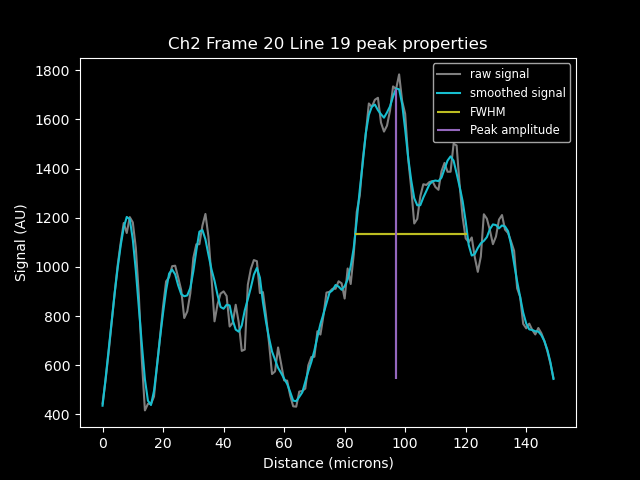 Ch2 Frame 20 Line 19 peak properties
raw signal
smoothed signal
FWHM
Peak amplitude
Signal (AU)
1800
1600
1400
1200
1000
800
600
400
0 20 40 60 80 100 120 140
Distance (microns)